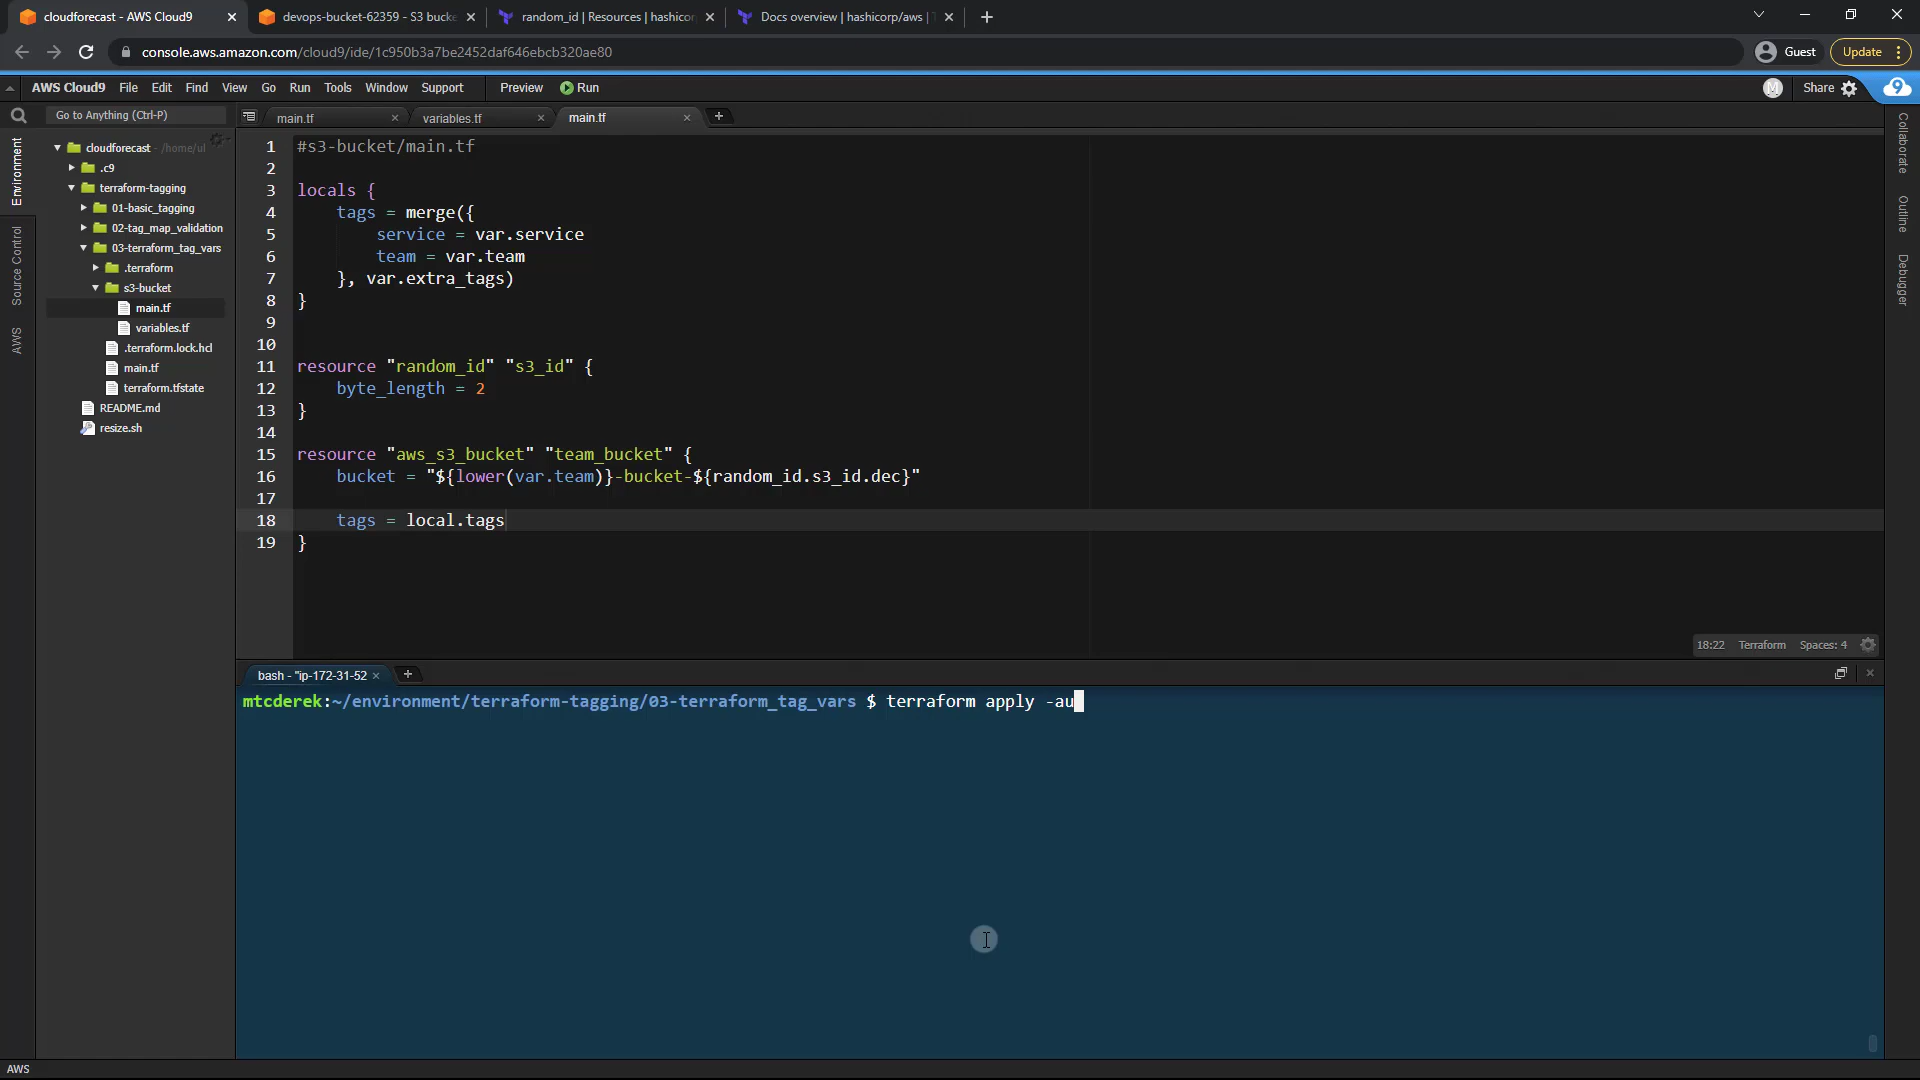 cloudforecast - AWS Cloud9
devops-bucket-62359 - S3 bucke
random_id | Resources | hashicor
Docs overview | hashicorp/aws | T
console.aws.amazon.com/cloud9/ide/1c950b3a7be2452daf646ebcb320ae80
Guest
Update
AWS Cloud9 File Edit Find View Go Run Tools Window Support Preview Run
M
Share
9
Go to Anything (Ctrl-P)
main.tf
variables.tf
main.tf
Environment
Source Control
AWS
Collaborate
Outline
Debugger
cloudforecast - /home/u
.c9
terraform-tagging
01-basic_tagging
02-tag_map_validation
03-terraform_tag_vars
.terraform
s3-bucket
main.tf
variables.tf
.terraform.lock.hcl
main.tf
terraform.tfstate
README.md
resize.sh
1 #s3-bucket/main.tf
2
3 locals {
4 tags = merge({
5 service = var.service
6 team = var.team
7 }, var.extra_tags)
8 }
9
10
11 resource "random_id" "s3_id" {
12 byte_length = 2
13 }
14
15 resource "aws_s3_bucket" "team_bucket" {
16 bucket = "${lower(var.team)}-bucket-${random_id.s3_id.dec}"
17
18 tags = local.tags
19 }
18:22 Terraform Spaces: 4
bash - "ip-172-31-52
mtcderek:~/environment/terraform-tagging/03-terraform_tag_vars $ terraform apply -au
AWS